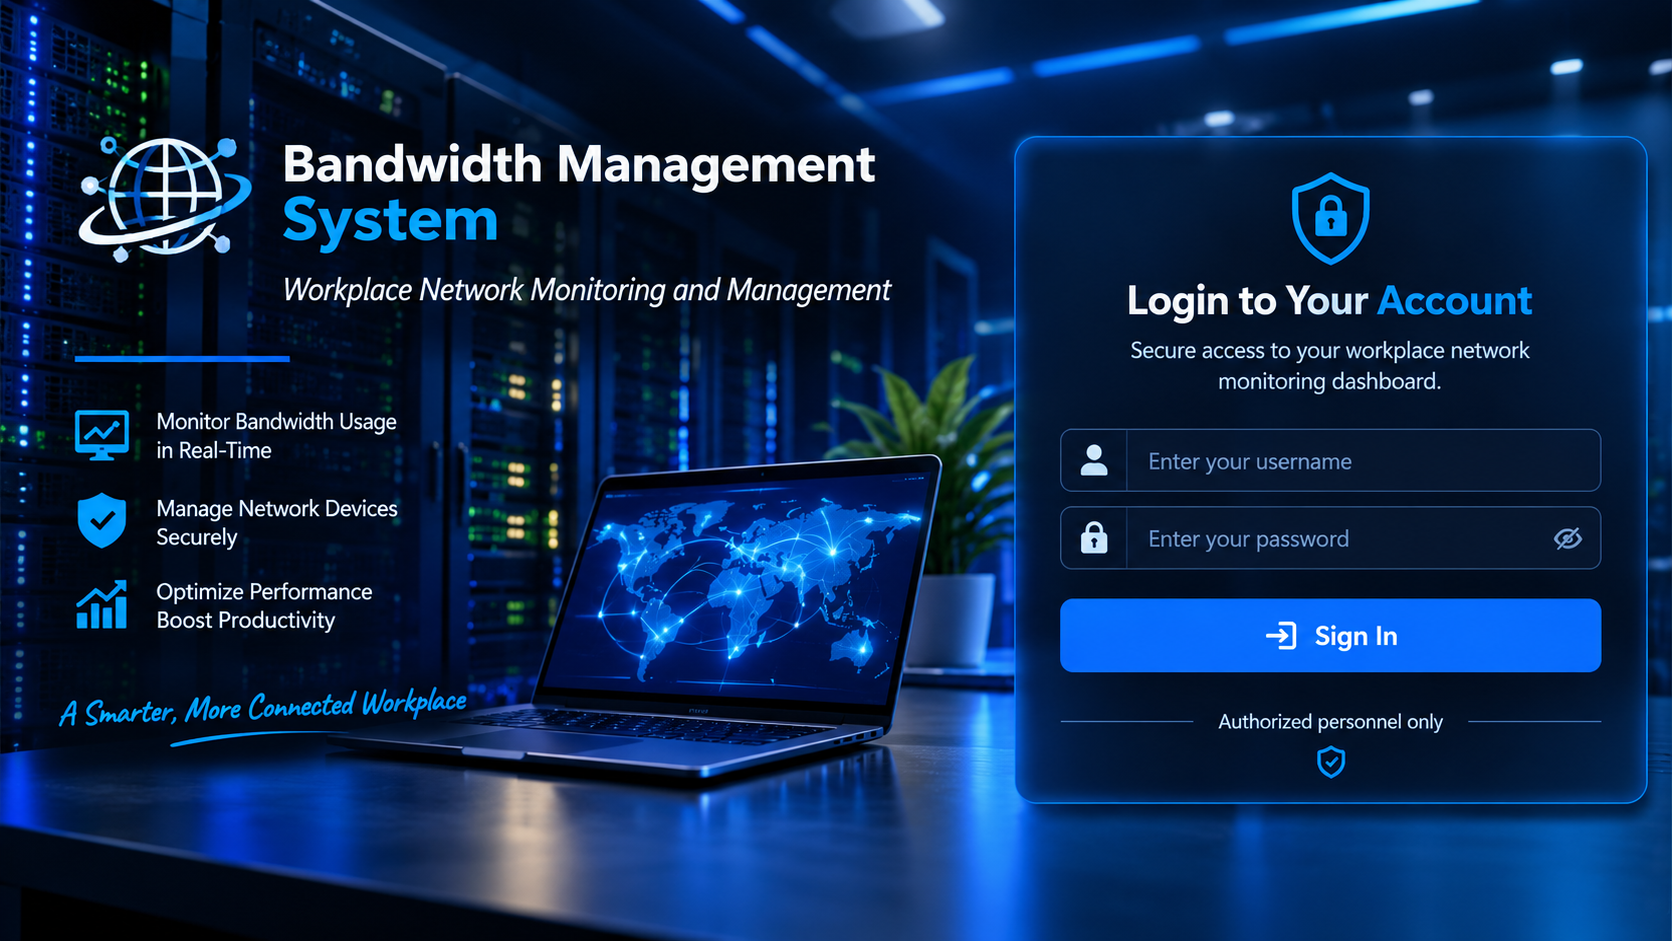 Bandwidth Management
System
Workplace Network Monitoring and Management
Monitor Bandwidth Usage
in Real-Time
Manage Network Devices
Securely
Optimize Performance
Boost Productivity
A Smarter, More Connected Workplace
Login to Your Account
Secure access to your workplace network
monitoring dashboard.
Enter your username
Enter your password
Sign In
Authorized personnel only